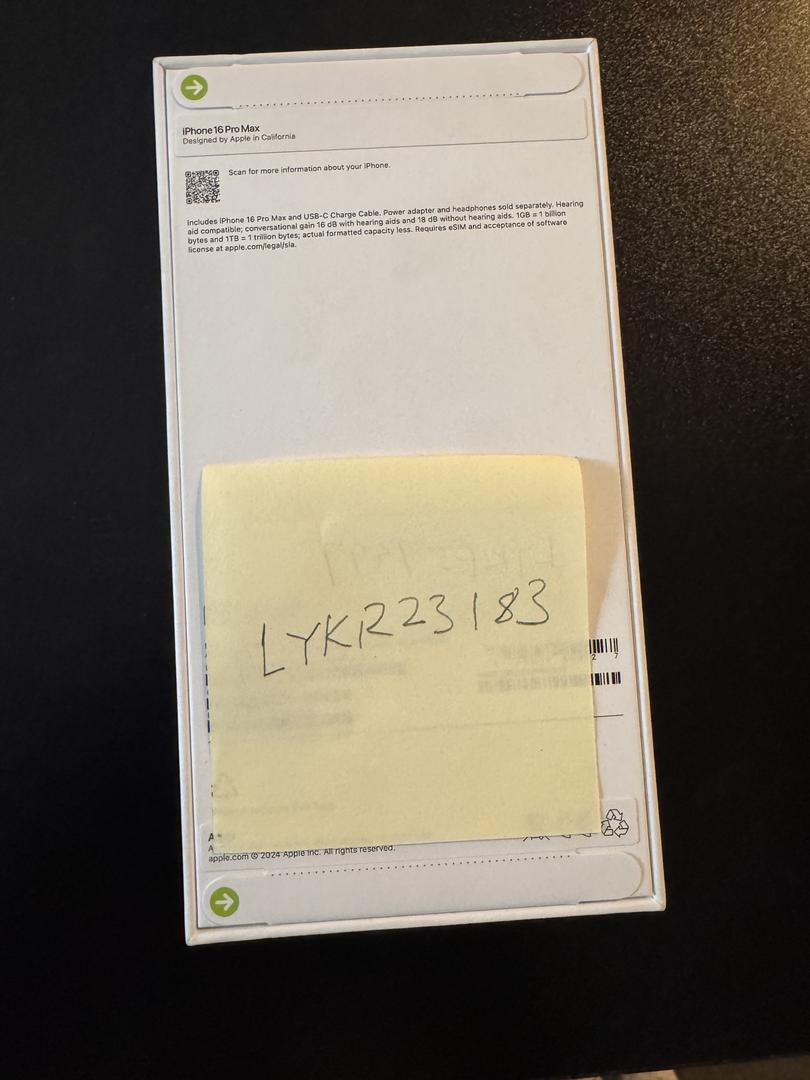 iPhone 16 Pro Max
Designed by Apple in California
Scan for more information about your iPhone.
Includes iPhone 16 Pro Max and USB-C Charge Cable. Power adapter and headphones sold separately. Hearing
aid compatible; conversational gain 16 dB with hearing aids and 18 dB without hearing aids. 1GB = 1 billion
bytes and 1TB = 1 trillion bytes; actual formatted capacity less. Requires eSIM and acceptance of software
license at apple.com/legal/sla.
LYKR23183
2 7
A
A
apple.com © 2024 Apple Inc. All rights reserved.